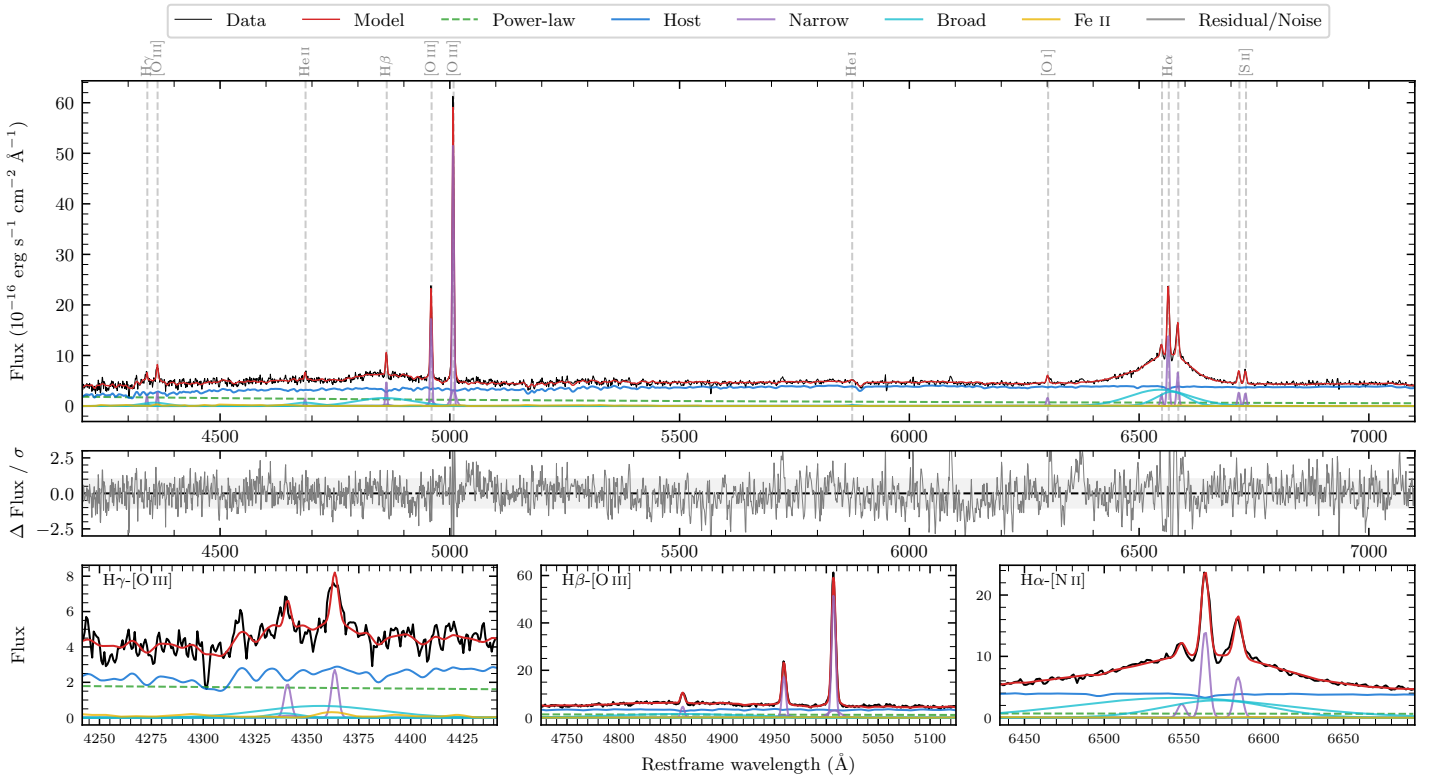 Data Model Power-law Host Narrow Broad Fe II Residual/Noise
Hγ [O III] He II Hβ [O III] [O III] He I [O I] Hα [S II]
Flux (10⁻¹⁶ erg s⁻¹ cm⁻² Å⁻¹)
60
50
40
30
20
10
0
4500 5000 5500 6000 6500 7000
Δ Flux / σ
2.5
0.0
−2.5
4500 5000 5500 6000 6500 7000
Flux
Hγ-[O III]
8
6
4
2
0
4250 4275 4300 4325 4350 4375 4400 4425
Hβ-[O III]
60
40
20
0
4750 4800 4850 4900 4950 5000 5050 5100
Hα-[N II]
20
10
0
6450 6500 6550 6600 6650
Restframe wavelength (Å)